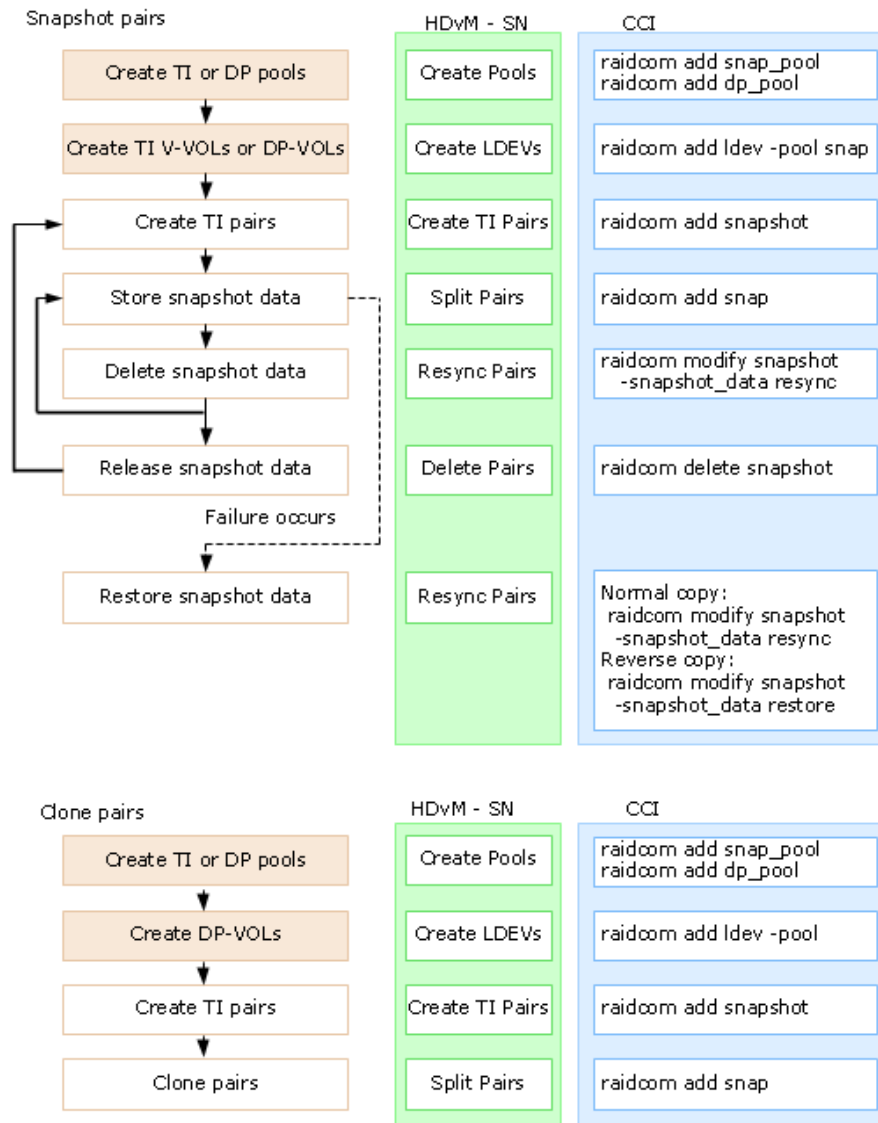 Snapshot pairs
HDvM - SN
CCI
Create TI or DP pools
Create Pools
raidcom add snap_pool
raidcom add dp_pool
Create TI V-VOLs or DP-VOLs
Create LDEVs
raidcom add ldev -pool snap
Create TI pairs
Create TI Pairs
raidcom add snapshot
Store snapshot data
Split Pairs
raidcom add snap
Delete snapshot data
Resync Pairs
raidcom modify snapshot
-snapshot_data resync
Release snapshot data
Delete Pairs
raidcom delete snapshot
Failure occurs
Restore snapshot data
Resync Pairs
Normal copy:
raidcom modify snapshot
-snapshot_data resync
Reverse copy:
raidcom modify snapshot
-snapshot_data restore
Clone pairs
HDvM - SN
CCI
Create TI or DP pools
Create Pools
raidcom add snap_pool
raidcom add dp_pool
Create DP-VOLs
Create LDEVs
raidcom add ldev -pool
Create TI pairs
Create TI Pairs
raidcom add snapshot
Clone pairs
Split Pairs
raidcom add snap